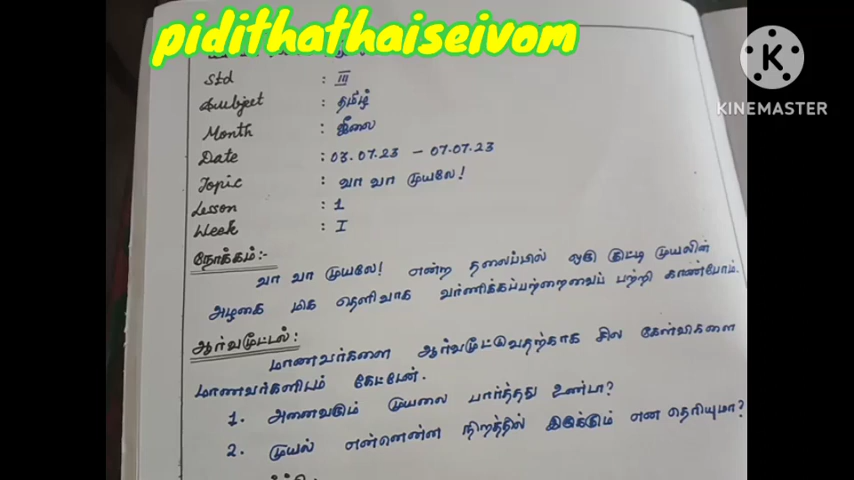 pidithathaiseivom
K
KINEMASTER
Std : III
Subject : தமிழ்
Month : ஜீலை
Date : 03.07.23 - 07.07.23
Topic : வா வா முயலே!
Lesson : 1
Week : I
நோக்கம்:-
வா வா முயலே! என்ற தலைப்பில் ஒரு குட்டி முயலின்
அழகை மிக தெளிவாக வர்ணிக்கப்பற்றவைப் பற்றி காண்போம்.
ஆர்வமூட்டல்:
மாணவர்களை ஆர்வமூட்டுவதற்காக சில கேள்விகளை
மாணவர்களிடம் கேட்டேன்.
1. அனைவரும் முயலை பார்த்தது உண்டா?
2. முயல் என்னென்ன நிறத்தில் இருக்கும் என தெரியுமா?